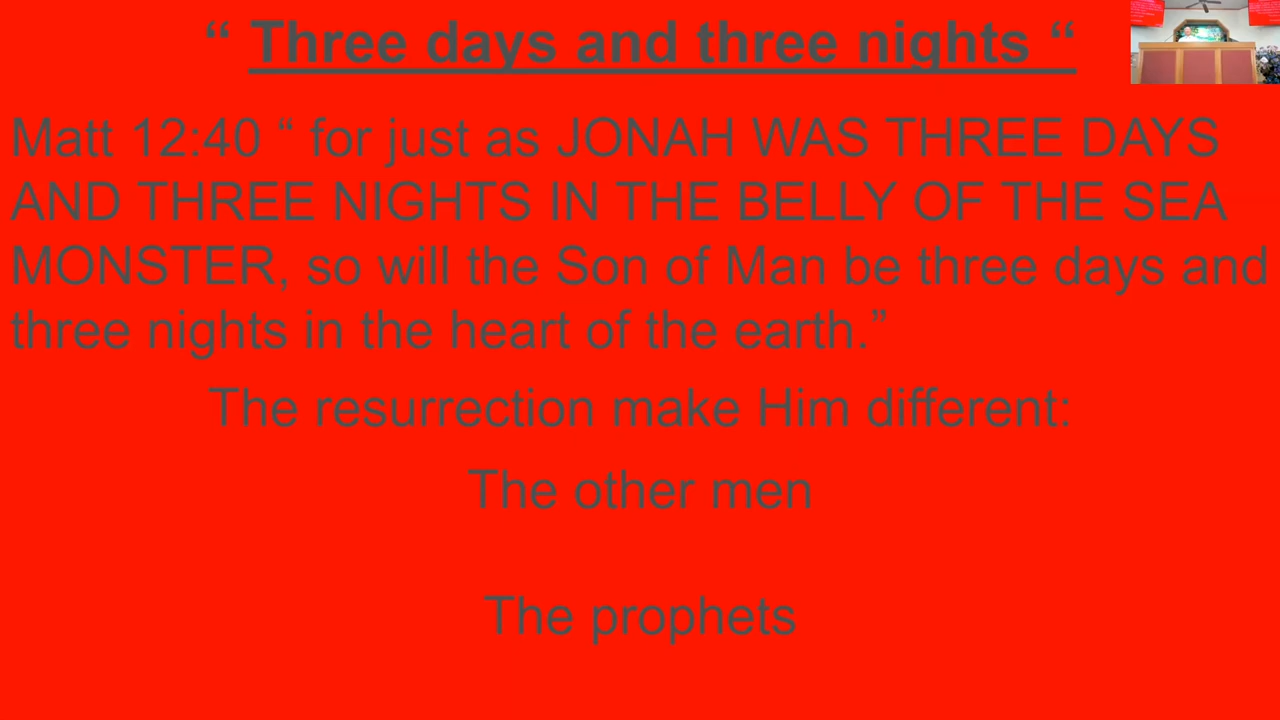 “ Three days and three nights “
Matt 12:40 “ for just as JONAH WAS THREE DAYS
AND THREE NIGHTS IN THE BELLY OF THE SEA
MONSTER, so will the Son of Man be three days and
three nights in the heart of the earth.”
The resurrection make Him different:
The other men
The prophets